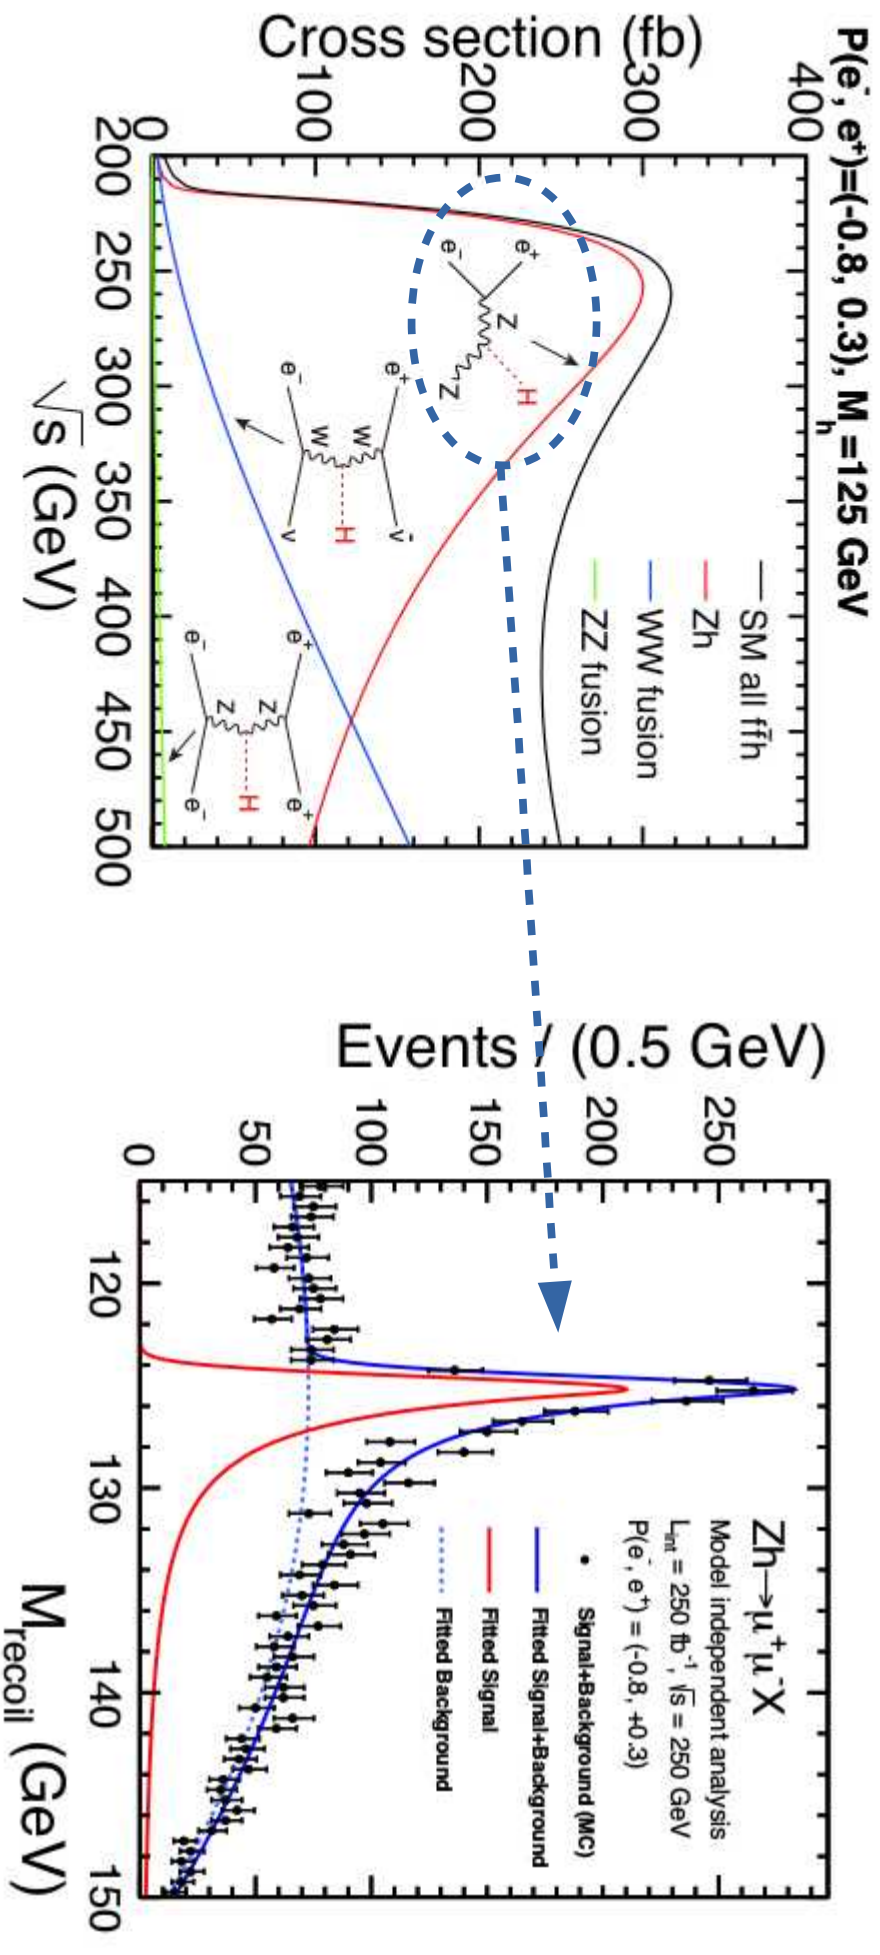 P(e⁻, e⁺)=(-0.8, 0.3), M_h =125 GeV
Cross section (fb)
400
300
200
100
0
200 250 300 350 400 450 500
√s (GeV)
SM all ff̄h
Zh
WW fusion
ZZ fusion
e⁺
e⁻
Z
H
Z
e⁺
e⁻
W
W
H
ν̄
ν
e⁺
e⁻
Z
Z
H
e⁺
e⁻
Events / (0.5 GeV)
250
200
150
100
50
0
120 130 140 150
M_recoil (GeV)
Zh→μ⁺μ⁻X
Model independent analysis
L_int = 250 fb⁻¹, √s = 250 GeV
P(e⁻, e⁺) = (-0.8, +0.3)
Signal+Background (MC)
Fitted Signal+Background
Fitted Signal
Fitted Background